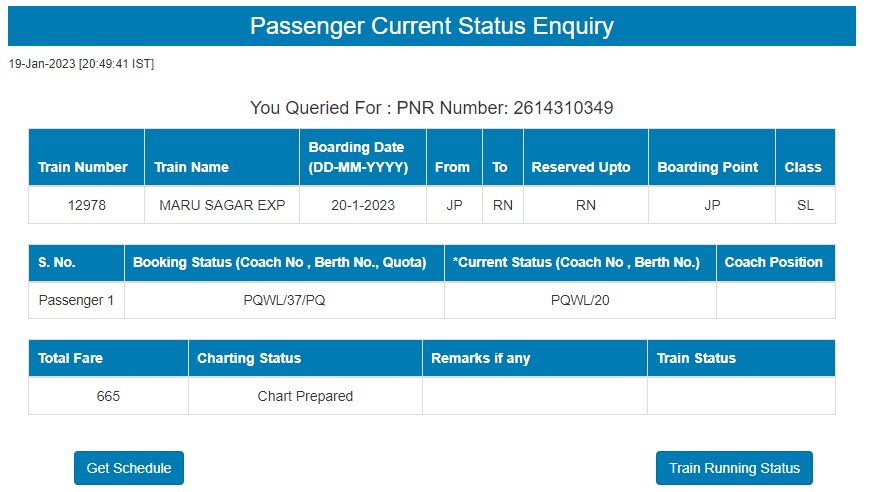 Passenger Current Status Enquiry
19-Jan-2023 [20:49:41 IST]
You Queried For : PNR Number: 2614310349
Train Number Train Name Boarding Date (DD-MM-YYYY) From To Reserved Upto Boarding Point Class
12978 MARU SAGAR EXP 20-1-2023 JP RN RN JP SL
S. No. Booking Status (Coach No , Berth No., Quota) *Current Status (Coach No , Berth No.) Coach Position
Passenger 1 PQWL/37/PQ PQWL/20
Total Fare Charting Status Remarks if any Train Status
665 Chart Prepared
Get Schedule Train Running Status